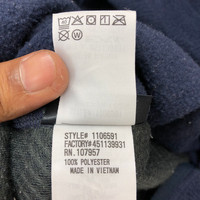 STYLE# 1106591
FACTORY#451139931
RN. 107957
100% POLYESTER
MADE IN VIETNAM